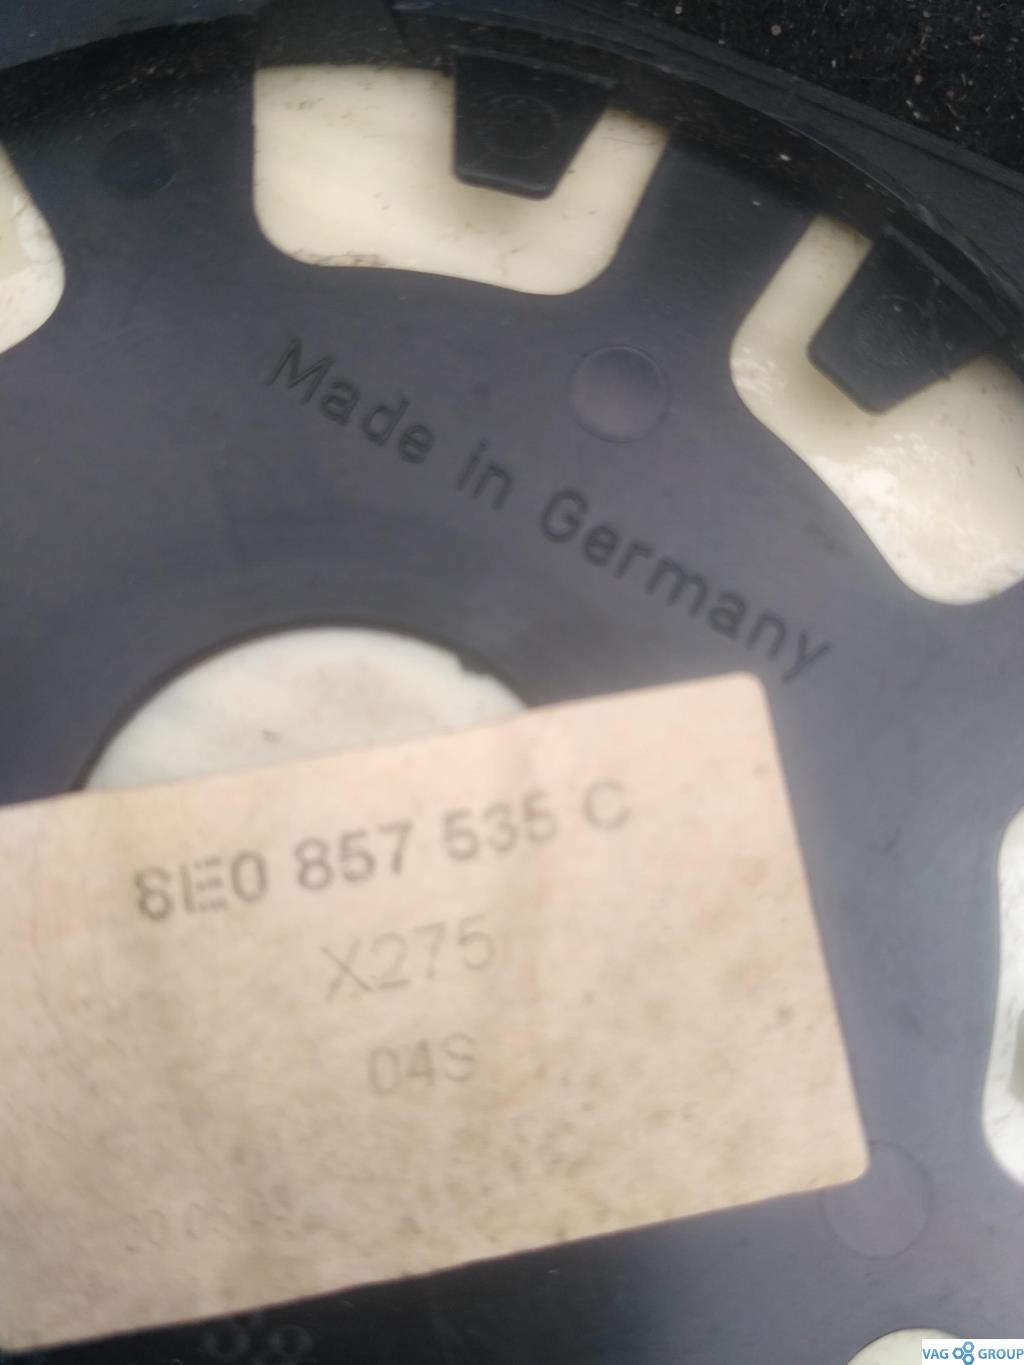 Made in Germany
8E0 857 535 C
X275
04S
VAG GROUP